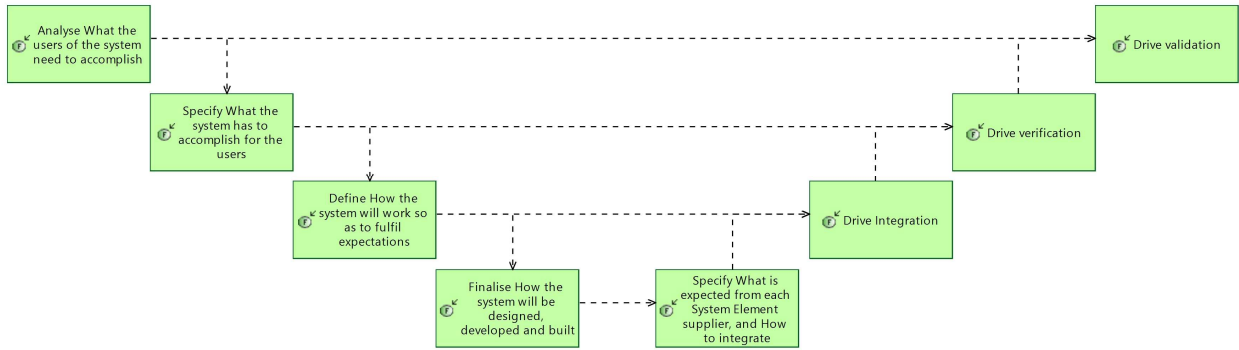 Analyse What the
users of the system
need to accomplish
F
Drive validation
F
Specify What the
system has to
accomplish for the
users
F
Drive verification
F
Define How the
system will work so
as to fulfil
expectations
F
Drive Integration
F
Finalise How the
system will be
designed,
developed and built
F
Specify What is
expected from each
System Element
supplier, and How
to integrate
F